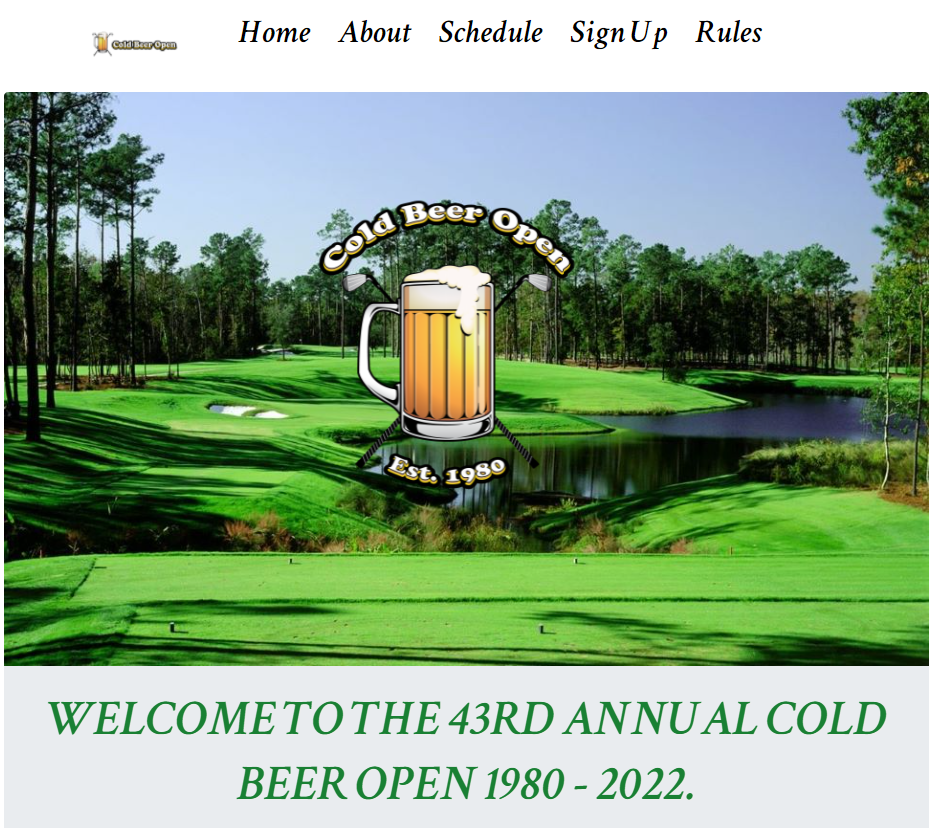 Cold Beer Open
Home About Schedule Sign Up Rules
Cold Beer Open
Est. 1980
WELCOME TO THE 43RD ANNUAL COLD
BEER OPEN 1980 - 2022.